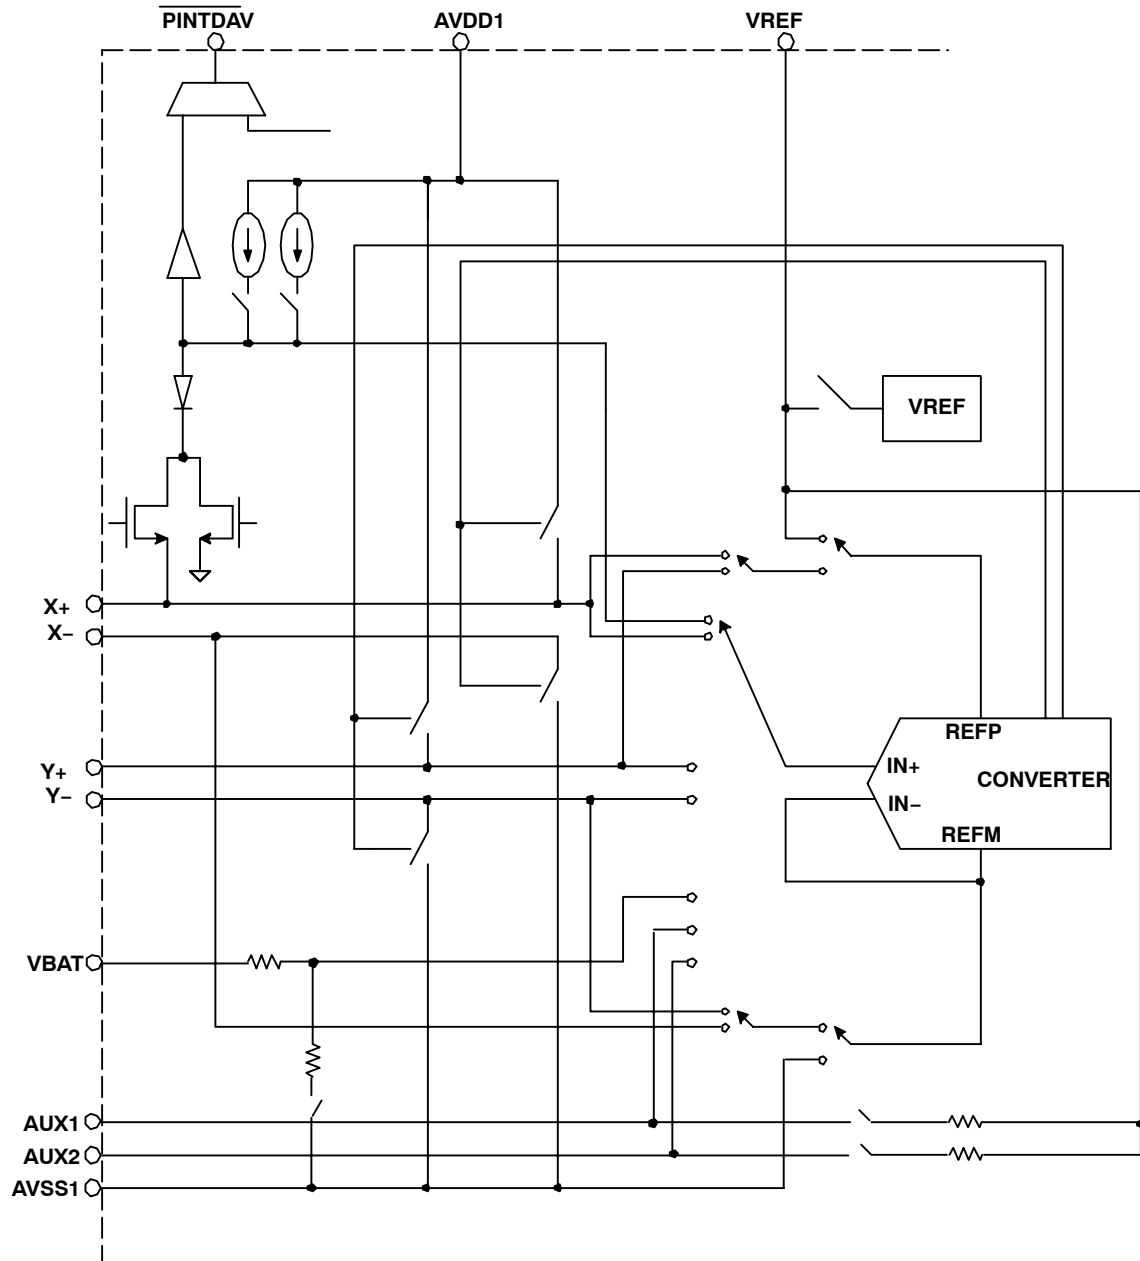 PINTDAV AVDD1 VREF
VREF
X+
X−
REFP
Y+
IN+
CONVERTER
Y−
IN−
REFM
VBAT
AUX1
AUX2
AVSS1